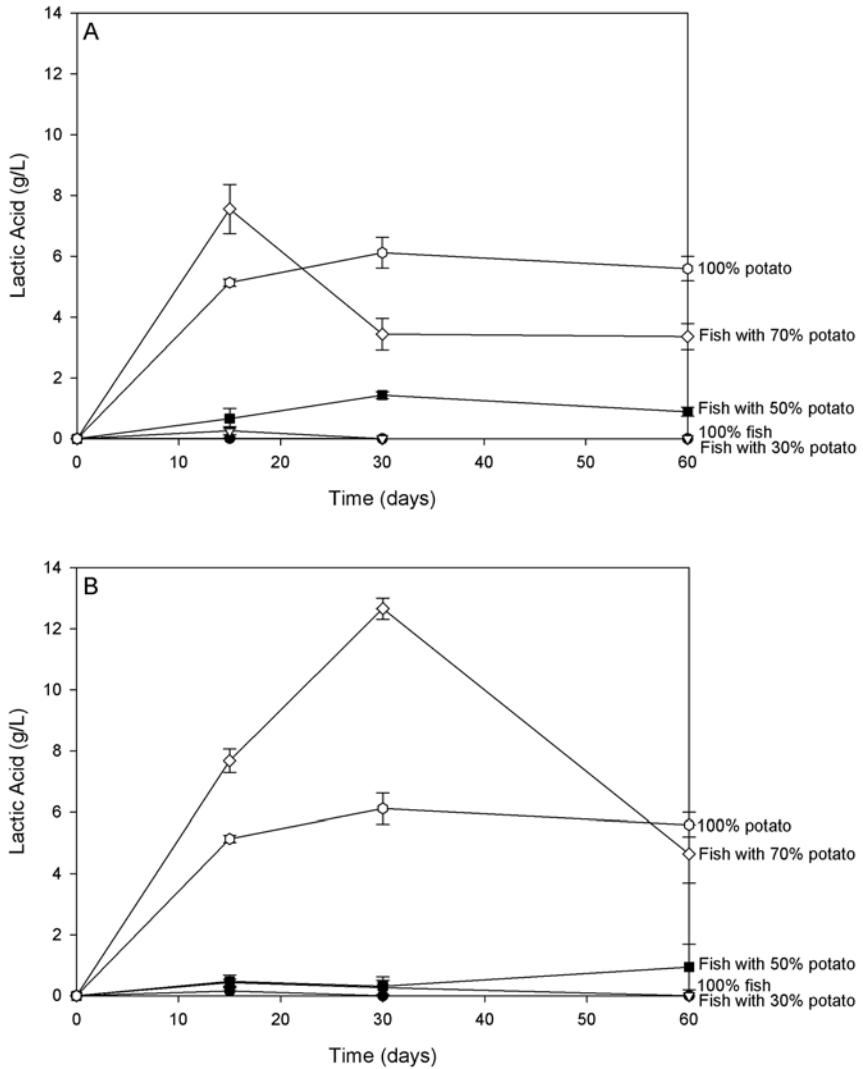 A
14
12
10
8
6
4
2
0
Lactic Acid (g/L)
100% potato
Fish with 70% potato
Fish with 50% potato
100% fish
Fish with 30% potato
0 10 20 30 40 50 60
Time (days)
B
14
12
10
8
6
4
2
0
Lactic Acid (g/L)
100% potato
Fish with 70% potato
Fish with 50% potato
100% fish
Fish with 30% potato
0 10 20 30 40 50 60
Time (days)